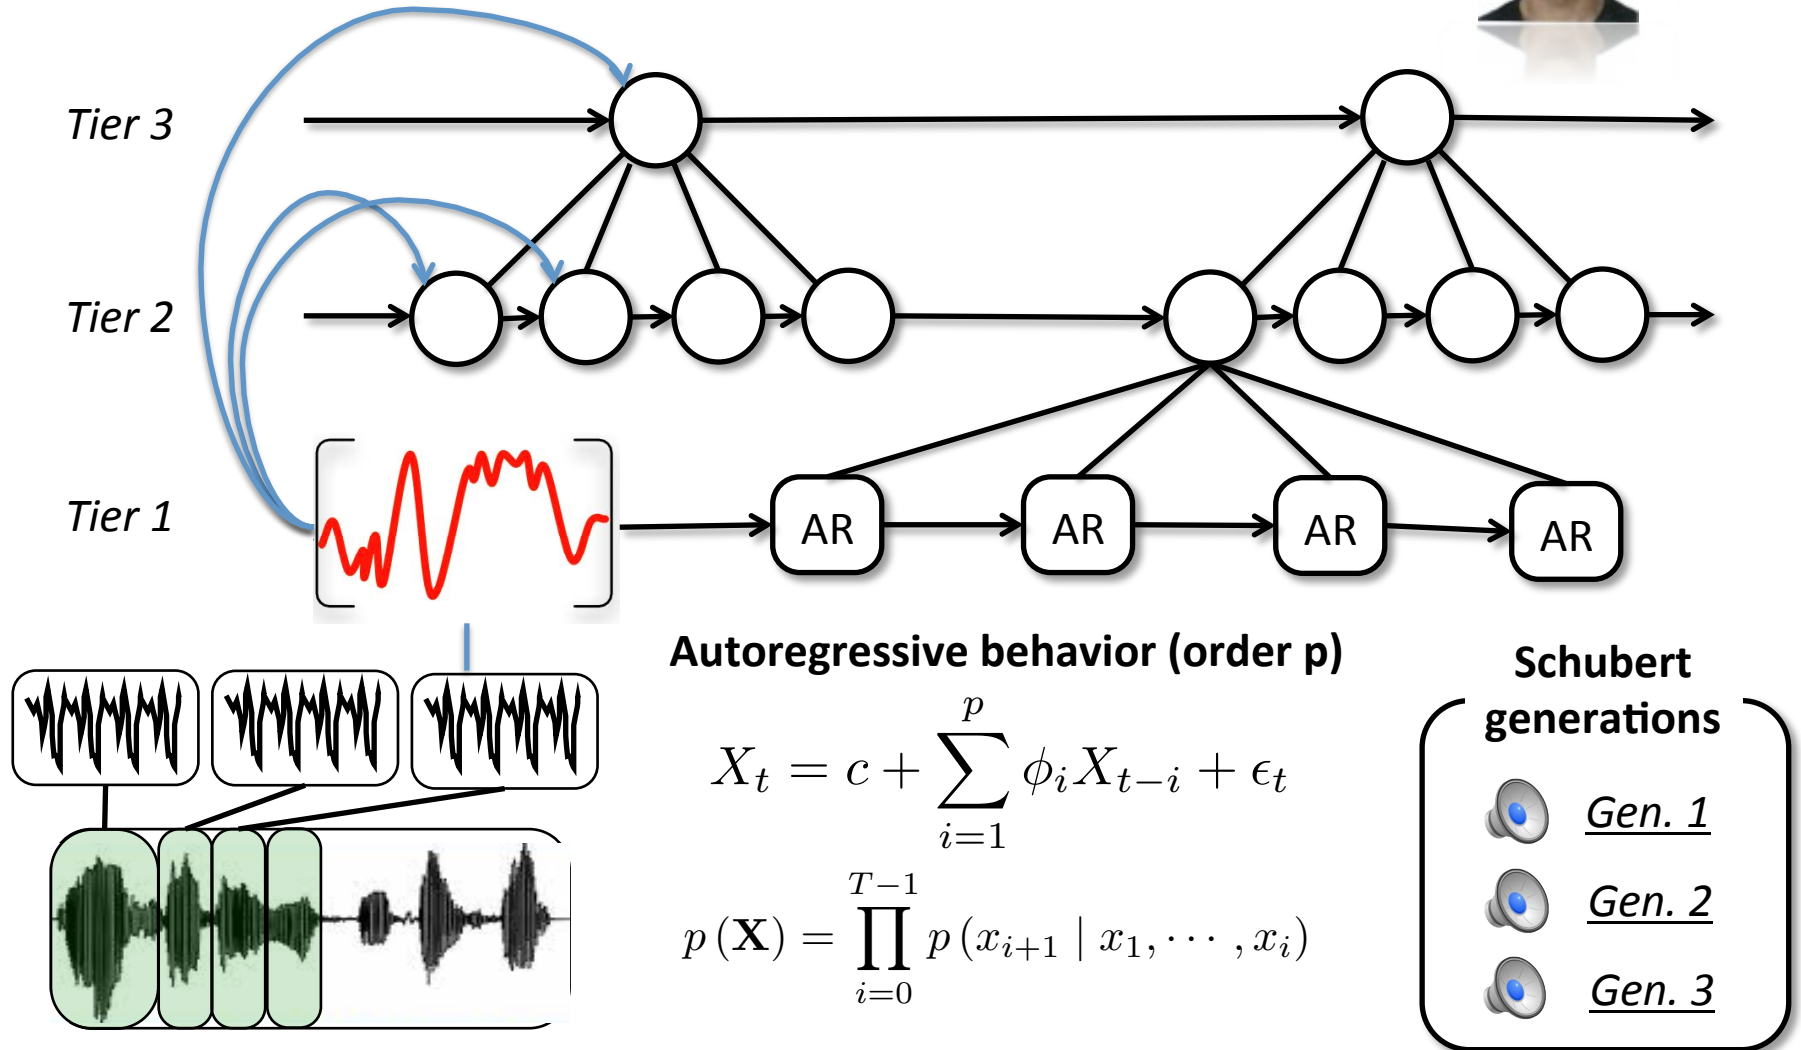 Tier 3
Tier 2
Tier 1
AR AR AR AR
Autoregressive behavior (order p)
$X_t = c + \sum_{i=1}^{p} \phi_i X_{t-i} + \epsilon_t$
$p(\mathbf{X}) = \prod_{i=0}^{T-1} p(x_{i+1} \mid x_1, \cdots, x_i)$
Schubert
generations
Gen. 1
Gen. 2
Gen. 3